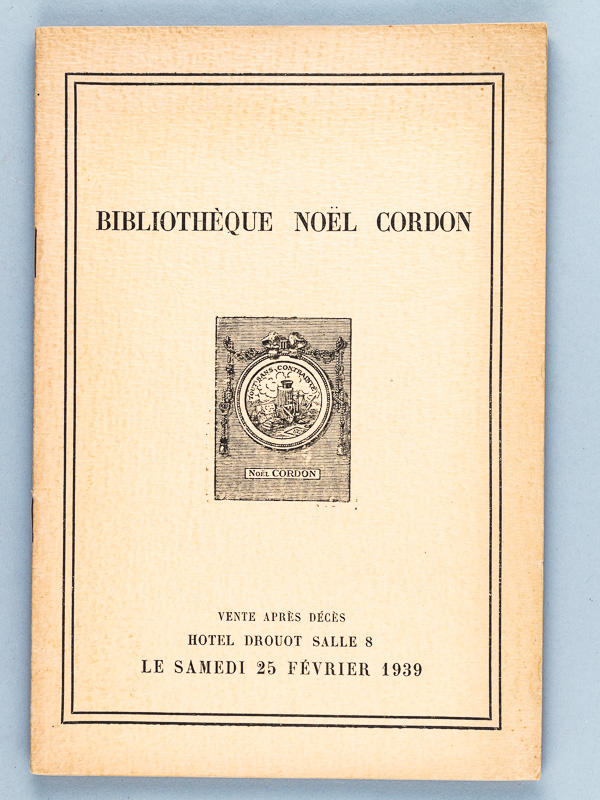 BIBLIOTHÈQUE NOËL CORDON
TOUT SANS CONTRAINTE
NOËL CORDON
VENTE APRÈS DÉCÈS
HOTEL DROUOT SALLE 8
LE SAMEDI 25 FÉVRIER 1939